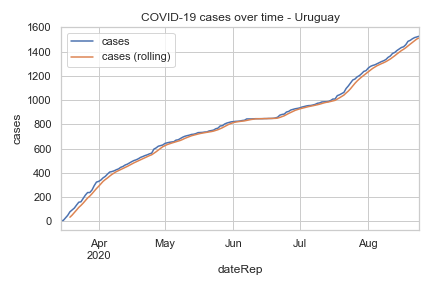 COVID-19 cases over time - Uruguay
cases
cases (rolling)
1600
1400
1200
1000
800
600
400
200
0
cases
Apr
2020
May
Jun
Jul
Aug
dateRep